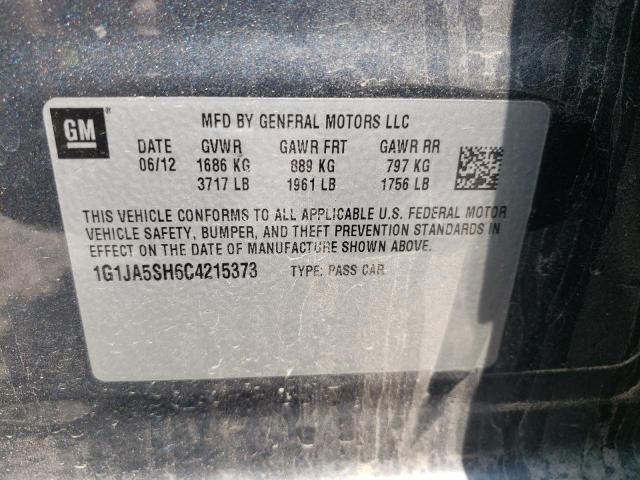 GM
MFD BY GENERAL MOTORS LLC
DATE GVWR GAWR FRT GAWR RR
06/12 1686 KG 889 KG 797 KG
3717 LB 1961 LB 1756 LB
THIS VEHICLE CONFORMS TO ALL APPLICABLE U.S. FEDERAL MOTOR
VEHICLE SAFETY, BUMPER, AND THEFT PREVENTION STANDARDS IN
EFFECT ON THE DATE OF MANUFACTURE SHOWN ABOVE.
1G1JA5SH6C4215373 TYPE: PASS CAR